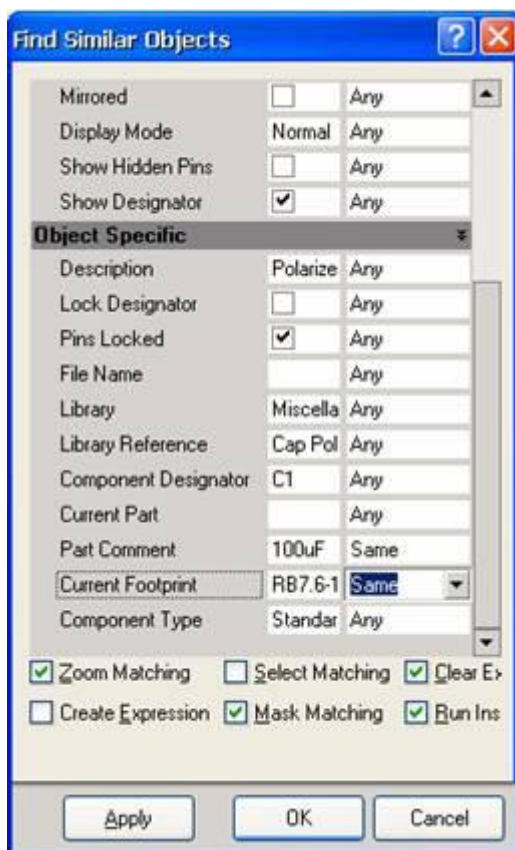 Find Similar Objects ?
Mirrored Any
Display Mode Normal Any
Show Hidden Pins Any
Show Designator Any
Object Specific
Description Polarize Any
Lock Designator Any
Pins Locked Any
File Name Any
Library Miscella Any
Library Reference Cap Pol Any
Component Designator C1 Any
Current Part Any
Part Comment 100uF Same
Current Footprint RB7.6-1 Same
Component Type Standar Any
Zoom Matching Select Matching Clear Ex
Create Expression Mask Matching Run Ins
Apply OK Cancel